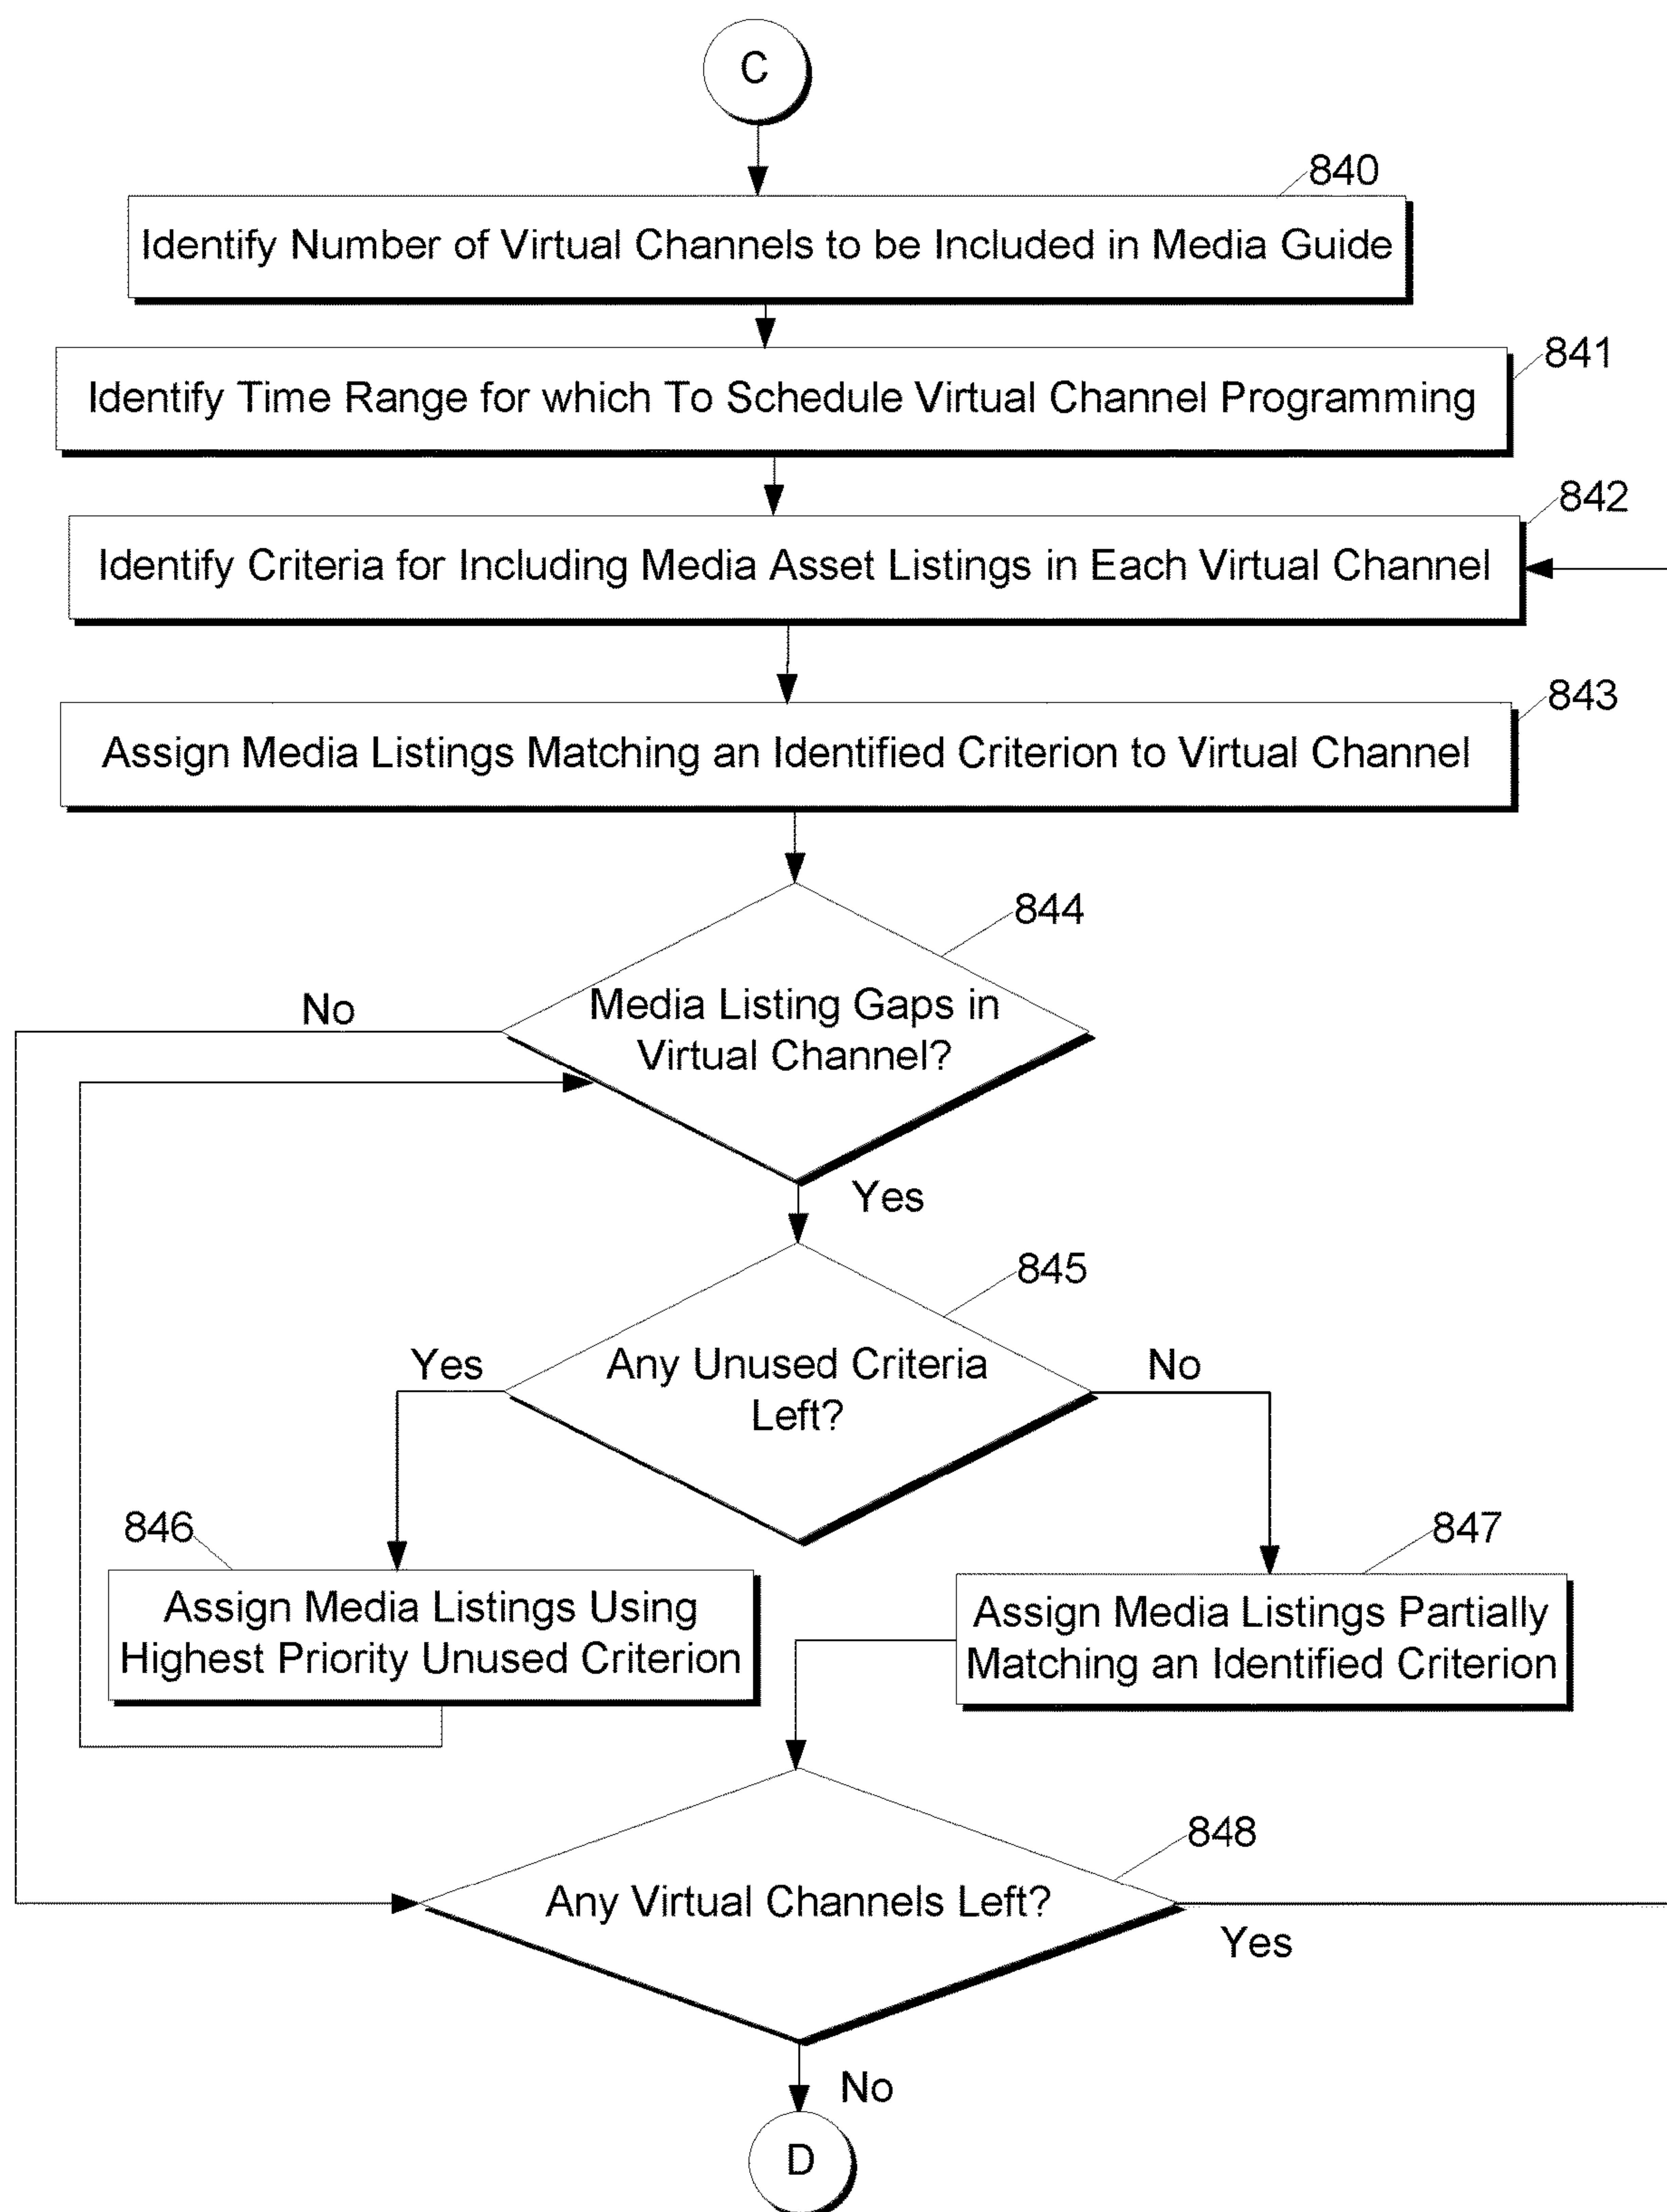 C
840
Identify Number of Virtual Channels to be Included in Media Guide
841
Identify Time Range for which To Schedule Virtual Channel Programming
842
Identify Criteria for Including Media Asset Listings in Each Virtual Channel
843
Assign Media Listings Matching an Identified Criterion to Virtual Channel
844
No
Media Listing Gaps in
Virtual Channel?
Yes
845
Yes
Any Unused Criteria
Left?
No
846
Assign Media Listings Using
Highest Priority Unused Criterion
847
Assign Media Listings Partially
Matching an Identified Criterion
848
Any Virtual Channels Left?
Yes
No
D